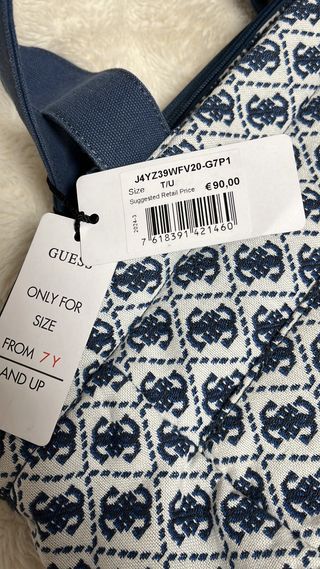 J4YZ39WFV20-G7P1
Size T/U
Suggested Retail Price €90,00
2024-3
7 618391 421460
GUESS
ONLY FOR
SIZE
FROM 7 Y
AND UP